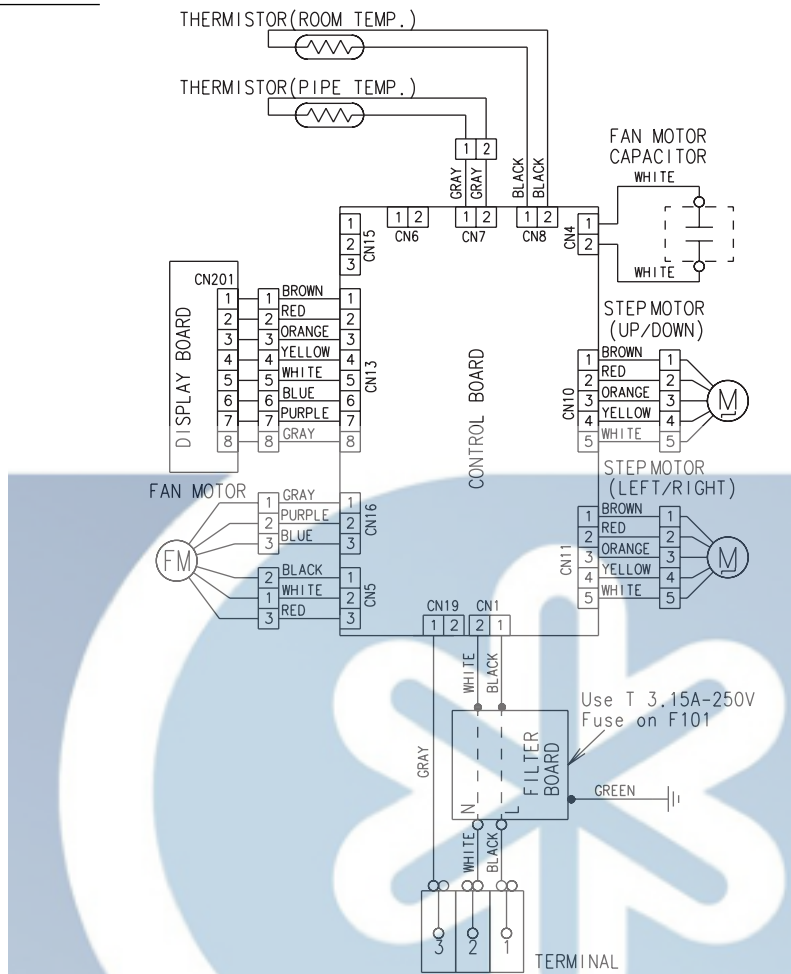 THERMISTOR(ROOM TEMP.)
THERMISTOR(PIPE TEMP.)
1 2
GRAY
GRAY
BLACK
BLACK
FAN MOTOR
CAPACITOR
WHITE
WHITE
1
2
3
CN15
1 2
CN6
1 2
CN7
1 2
CN8
1
2
CN4
DISPLAY BOARD
CN201
1 1 BROWN 1
2 2 RED 2
3 3 ORANGE 3
4 4 YELLOW 4
5 5 WHITE 5
6 6 BLUE 6
7 7 PURPLE 7
8 8 GRAY 8
CN13
CONTROL BOARD
STEP MOTOR
(UP/DOWN)
CN10
1 BROWN 1
2 RED 2
3 ORANGE 3
4 YELLOW 4
5 WHITE 5
M
STEP MOTOR
(LEFT/RIGHT)
CN11
1 BROWN 1
2 RED 2
3 ORANGE 3
4 YELLOW 4
5 WHITE 5
M
FAN MOTOR
FM
1 GRAY 1
2 PURPLE 2
3 BLUE 3
CN16
2 BLACK 1
1 WHITE 2
3 RED 3
CN5
CN19 CN1
1 2 2 1
WHITE
BLACK
GRAY
Use T 3.15A-250V
Fuse on F101
FILTER
BOARD
N L
GREEN
WHITE
BLACK
3 2 1
TERMINAL